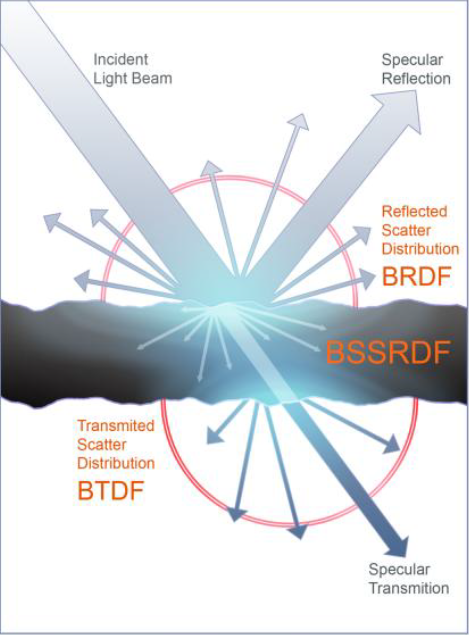 Incident
Light Beam
Specular
Reflection
Reflected
Scatter
Distribution
BRDF
BSSRDF
Transmited
Scatter
Distribution
BTDF
Specular
Transmition